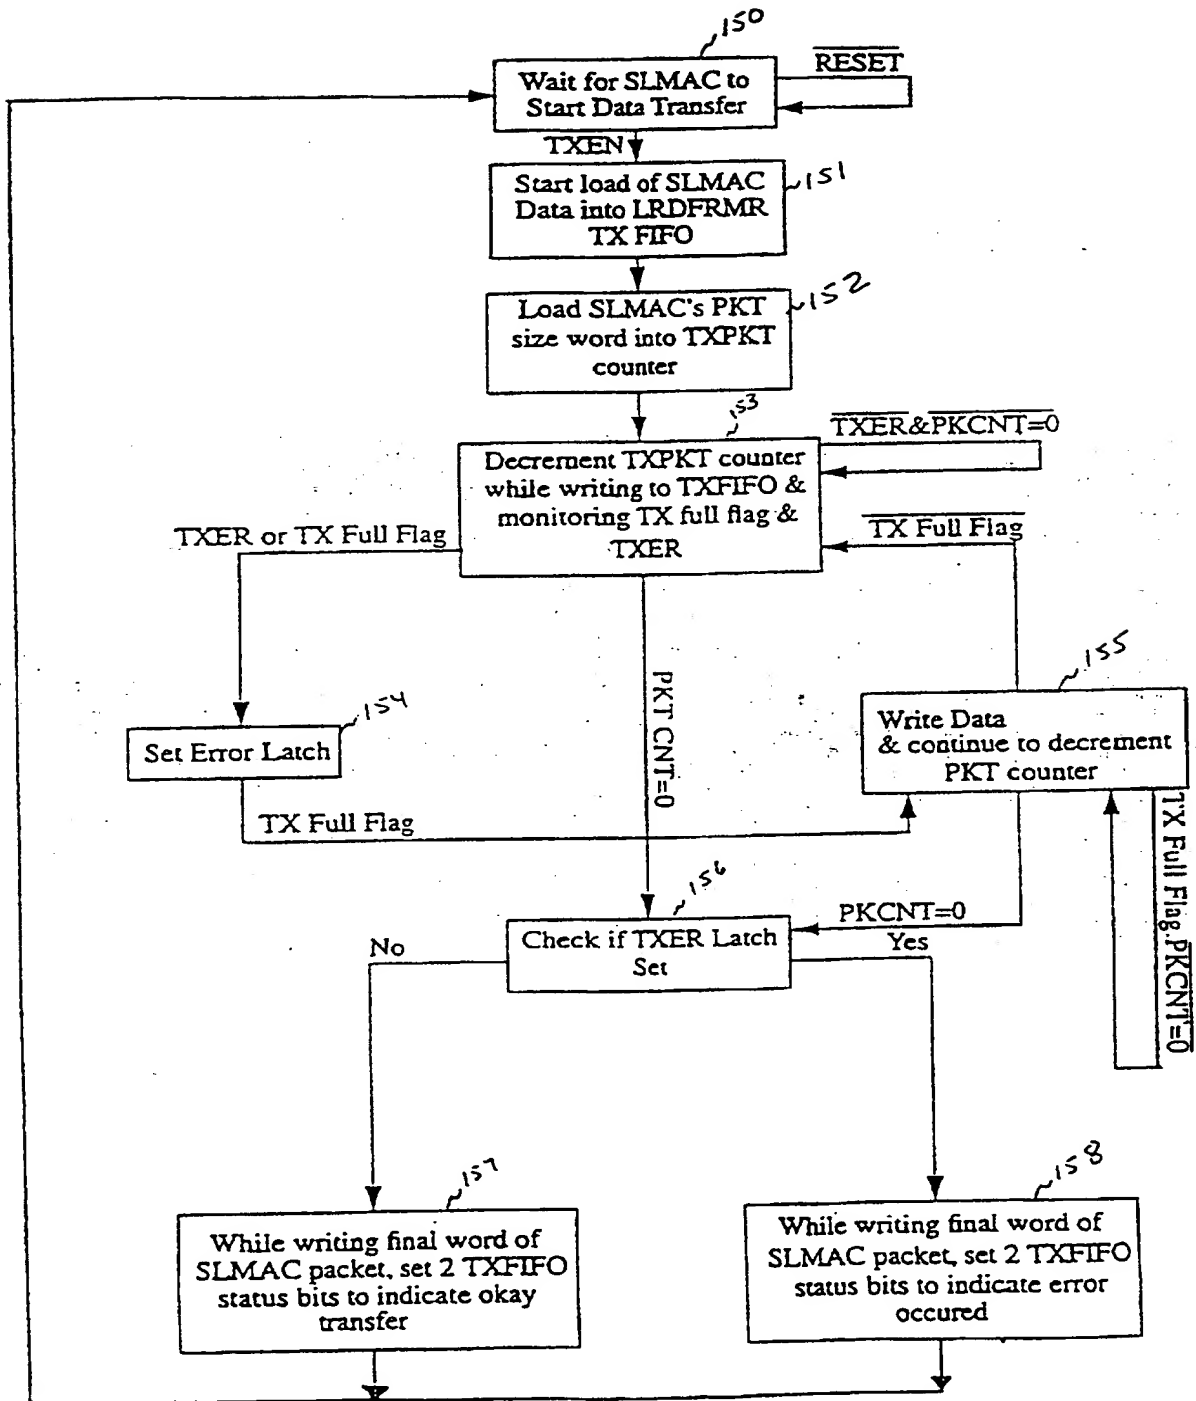 150
RESET
Wait for SLMAC to
Start Data Transfer
TXEN
151
Start load of SLMAC
Data into LRDFRMR
TX FIFO
152
Load SLMAC's PKT
size word into TXPKT
counter
153
TXER&PKCNT=0
Decrement TXPKT counter
while writing to TXFIFO &
monitoring TX full flag &
TXER
TXER or TX Full Flag
TX Full Flag
155
PKT CNT=0
154
Set Error Latch
Write Data
& continue to decrement
PKT counter
TX Full Flag
TX Full Flag.PKCNT=0
156
PKCNT=0
Check if TXER Latch
Set
No
Yes
157
While writing final word of
SLMAC packet, set 2 TXFIFO
status bits to indicate okay
transfer
158
While writing final word of
SLMAC packet, set 2 TXFIFO
status bits to indicate error
occured